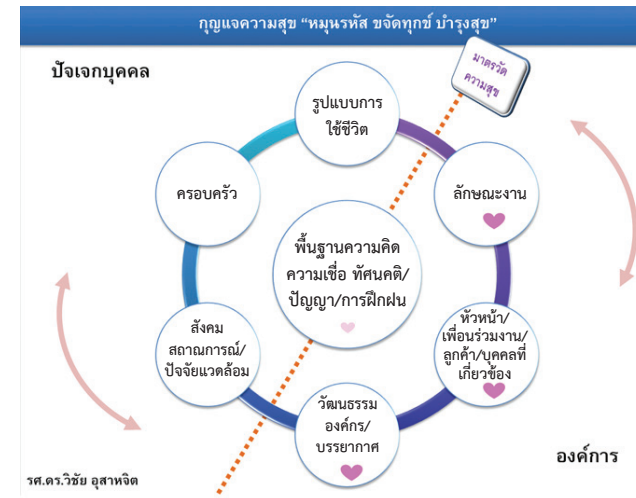 กุญแจความสุข “หมุนรหัส ขจัดทุกข์ บำรุงสุข”
ปัจเจกบุคคล
มาตรวัด
ความสุข
รูปแบบการ
ใช้ชีวิต
ครอบครัว
ลักษณะงาน
พื้นฐานความคิด
ความเชื่อ ทัศนคติ/
ปัญญา/การฝึกฝน
สังคม
สถาณการณ์/
ปัจจัยแวดล้อม
หัวหน้า/
เพื่อนร่วมงาน/
ลูกค้า/บุคคลที่
เกี่ยวข้อง
วัฒนธรรม
องค์กร/
บรรยากาศ
องค์การ
รศ.ดร.วิชัย อุสาหจิต